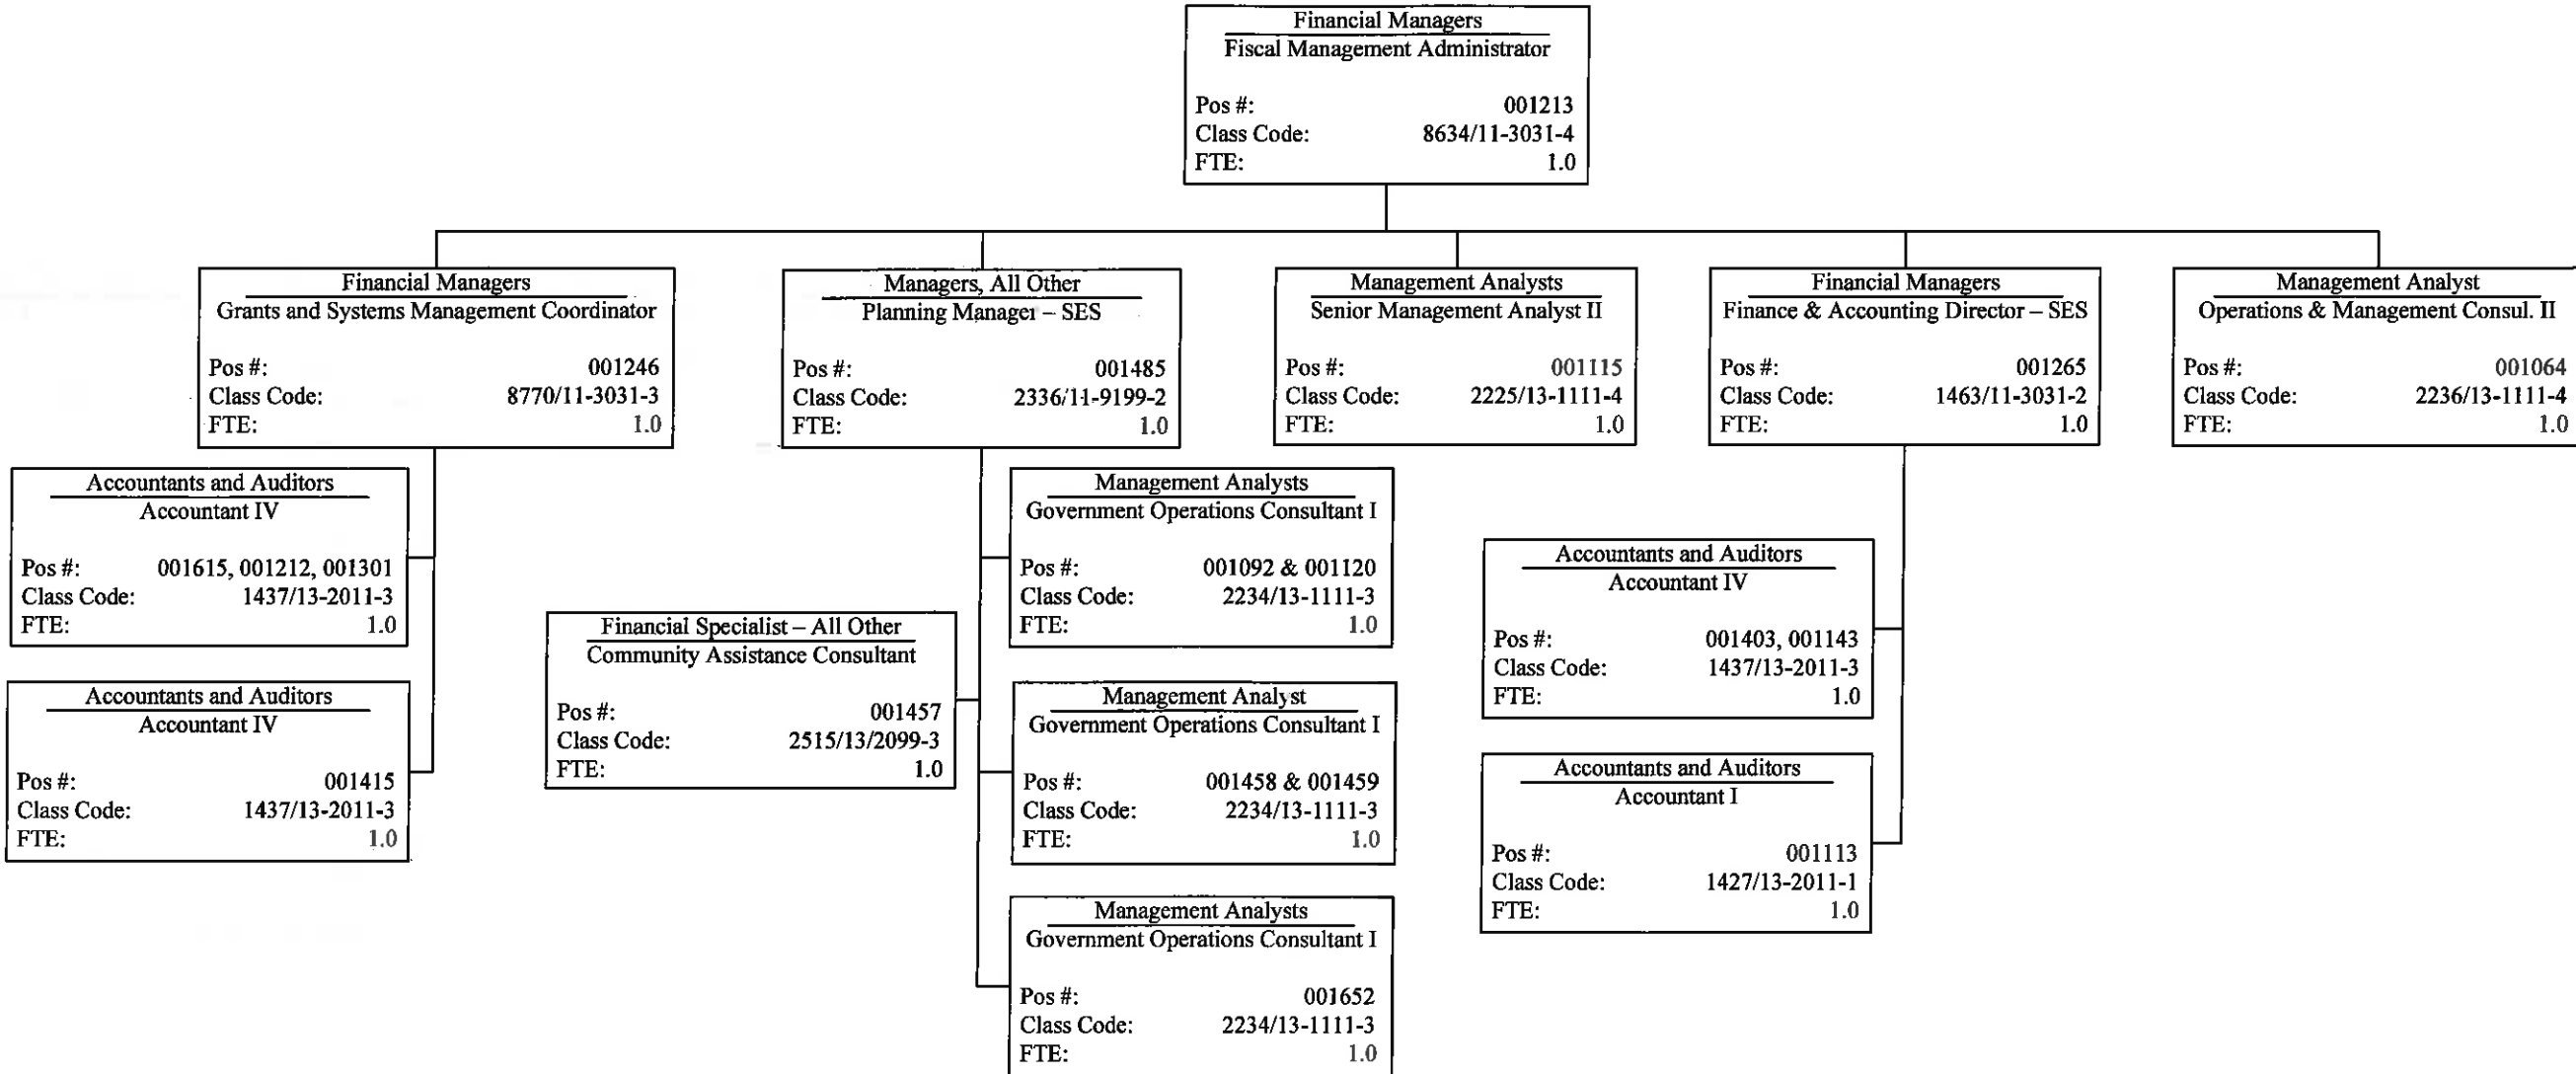 Financial Managers
Fiscal Management Administrator
Pos #: 001213
Class Code: 8634/11-3031-4
FTE: 1.0
Financial Managers
Grants and Systems Management Coordinator
Pos #: 001246
Class Code: 8770/11-3031-3
FTE: 1.0
Managers, All Other
Planning Manager – SES
Pos #: 001485
Class Code: 2336/11-9199-2
FTE: 1.0
Management Analysts
Senior Management Analyst II
Pos #: 001115
Class Code: 2225/13-1111-4
FTE: 1.0
Financial Managers
Finance & Accounting Director – SES
Pos #: 001265
Class Code: 1463/11-3031-2
FTE: 1.0
Management Analyst
Operations & Management Consul. II
Pos #: 001064
Class Code: 2236/13-1111-4
FTE: 1.0
Accountants and Auditors
Accountant IV
Pos #: 001615, 001212, 001301
Class Code: 1437/13-2011-3
FTE: 1.0
Accountants and Auditors
Accountant IV
Pos #: 001415
Class Code: 1437/13-2011-3
FTE: 1.0
Financial Specialist – All Other
Community Assistance Consultant
Pos #: 001457
Class Code: 2515/13/2099-3
FTE: 1.0
Management Analysts
Government Operations Consultant I
Pos #: 001092 & 001120
Class Code: 2234/13-1111-3
FTE: 1.0
Management Analyst
Government Operations Consultant I
Pos #: 001458 & 001459
Class Code: 2234/13-1111-3
FTE: 1.0
Management Analysts
Government Operations Consultant I
Pos #: 001652
Class Code: 2234/13-1111-3
FTE: 1.0
Accountants and Auditors
Accountant IV
Pos #: 001403, 001143
Class Code: 1437/13-2011-3
FTE: 1.0
Accountants and Auditors
Accountant I
Pos #: 001113
Class Code: 1427/13-2011-1
FTE: 1.0